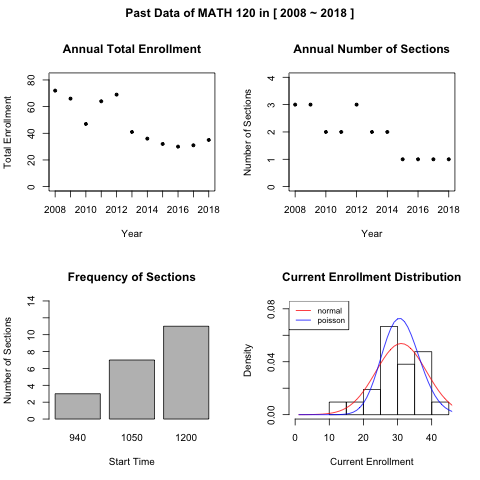 Past Data of MATH 120 in [ 2008 ~ 2018 ]
Annual Total Enrollment
Total Enrollment
0 20 40 60 80
2008 2010 2012 2014 2016 2018
Year
Annual Number of Sections
Number of Sections
0 1 2 3 4
2008 2010 2012 2014 2016 2018
Year
Frequency of Sections
Number of Sections
0 2 4 6 8 10 14
940 1050 1200
Start Time
Current Enrollment Distribution
normal
poisson
Density
0.00 0.04 0.08
0 10 20 30 40
Current Enrollment